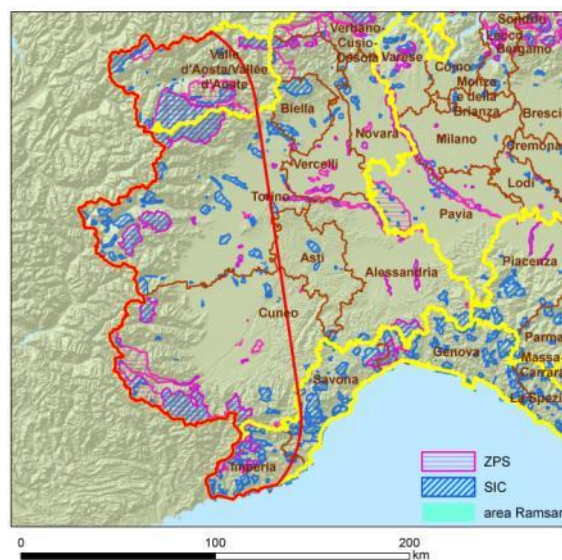 Verbano-
Cusio-
Ossola
Varese
Sondrio
Lecco
Bergamo
Como
Monza
e della
Brianza
Valle
d'Aosta/Vallée
d'Aoste
Biella
Novara
Milano
Bresci
Cremona
Vercelli
Lodi
Torino
Pavia
Asti
Alessandria
Piacenza
Cuneo
Parma
Genova
Massa-
Carrara
Savona
La Spezi
Imperia
ZPS
SIC
area Ramsar
0
100
200
km